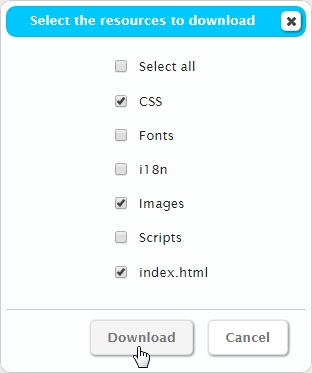 Select the resources to download
Select all
CSS
Fonts
i18n
Images
Scripts
index.html
Download Cancel